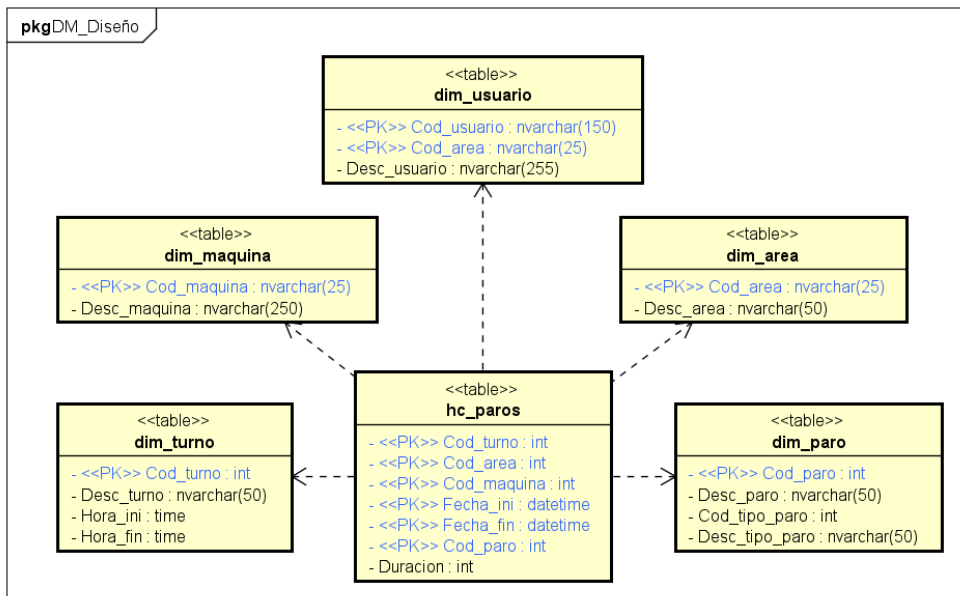 pkgDM_Diseño
<<table>>
dim_usuario
- <<PK>> Cod_usuario : nvarchar(150)
- <<PK>> Cod_area : nvarchar(25)
- Desc_usuario : nvarchar(255)
<<table>>
dim_maquina
- <<PK>> Cod_maquina : nvarchar(25)
- Desc_maquina : nvarchar(250)
<<table>>
dim_area
- <<PK>> Cod_area : nvarchar(25)
- Desc_area : nvarchar(50)
<<table>>
dim_turno
- <<PK>> Cod_turno : int
- Desc_turno : nvarchar(50)
- Hora_ini : time
- Hora_fin : time
<<table>>
hc_paros
- <<PK>> Cod_turno : int
- <<PK>> Cod_area : int
- <<PK>> Cod_maquina : int
- <<PK>> Fecha_ini : datetime
- <<PK>> Fecha_fin : datetime
- <<PK>> Cod_paro : int
- Duracion : int
<<table>>
dim_paro
- <<PK>> Cod_paro : int
- Desc_paro : nvarchar(50)
- Cod_tipo_paro : int
- Desc_tipo_paro : nvarchar(50)